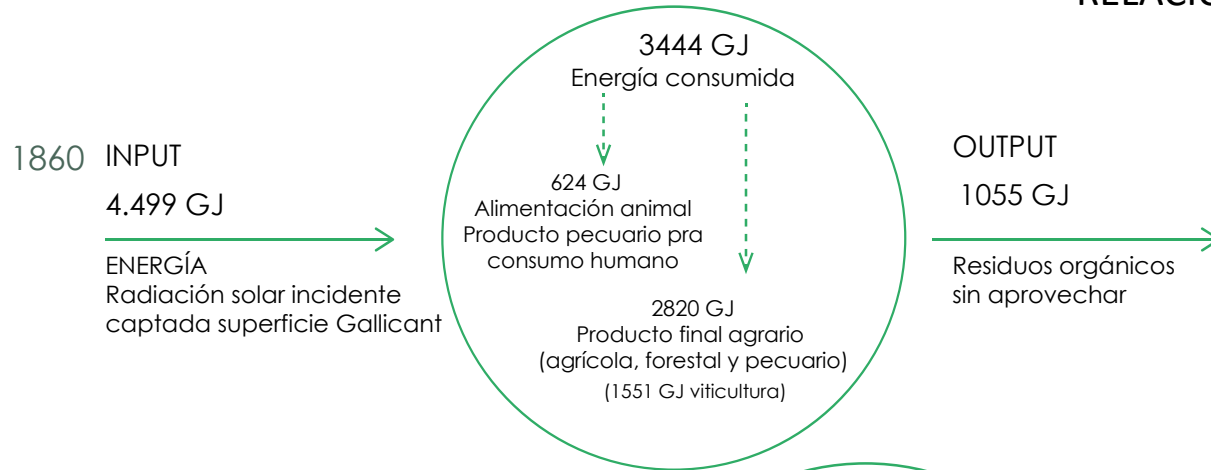 3444 GJ
Energía consumida
1860
INPUT
4.499 GJ
ENERGÍA
Radiación solar incidente
captada superficie Gallicant
624 GJ
Alimentación animal
Producto pecuario pra
consumo humano
2820 GJ
Producto final agrario
(agrícola, forestal y pecuario)
(1551 GJ viticultura)
OUTPUT
1055 GJ
Residuos orgánicos
sin aprovechar